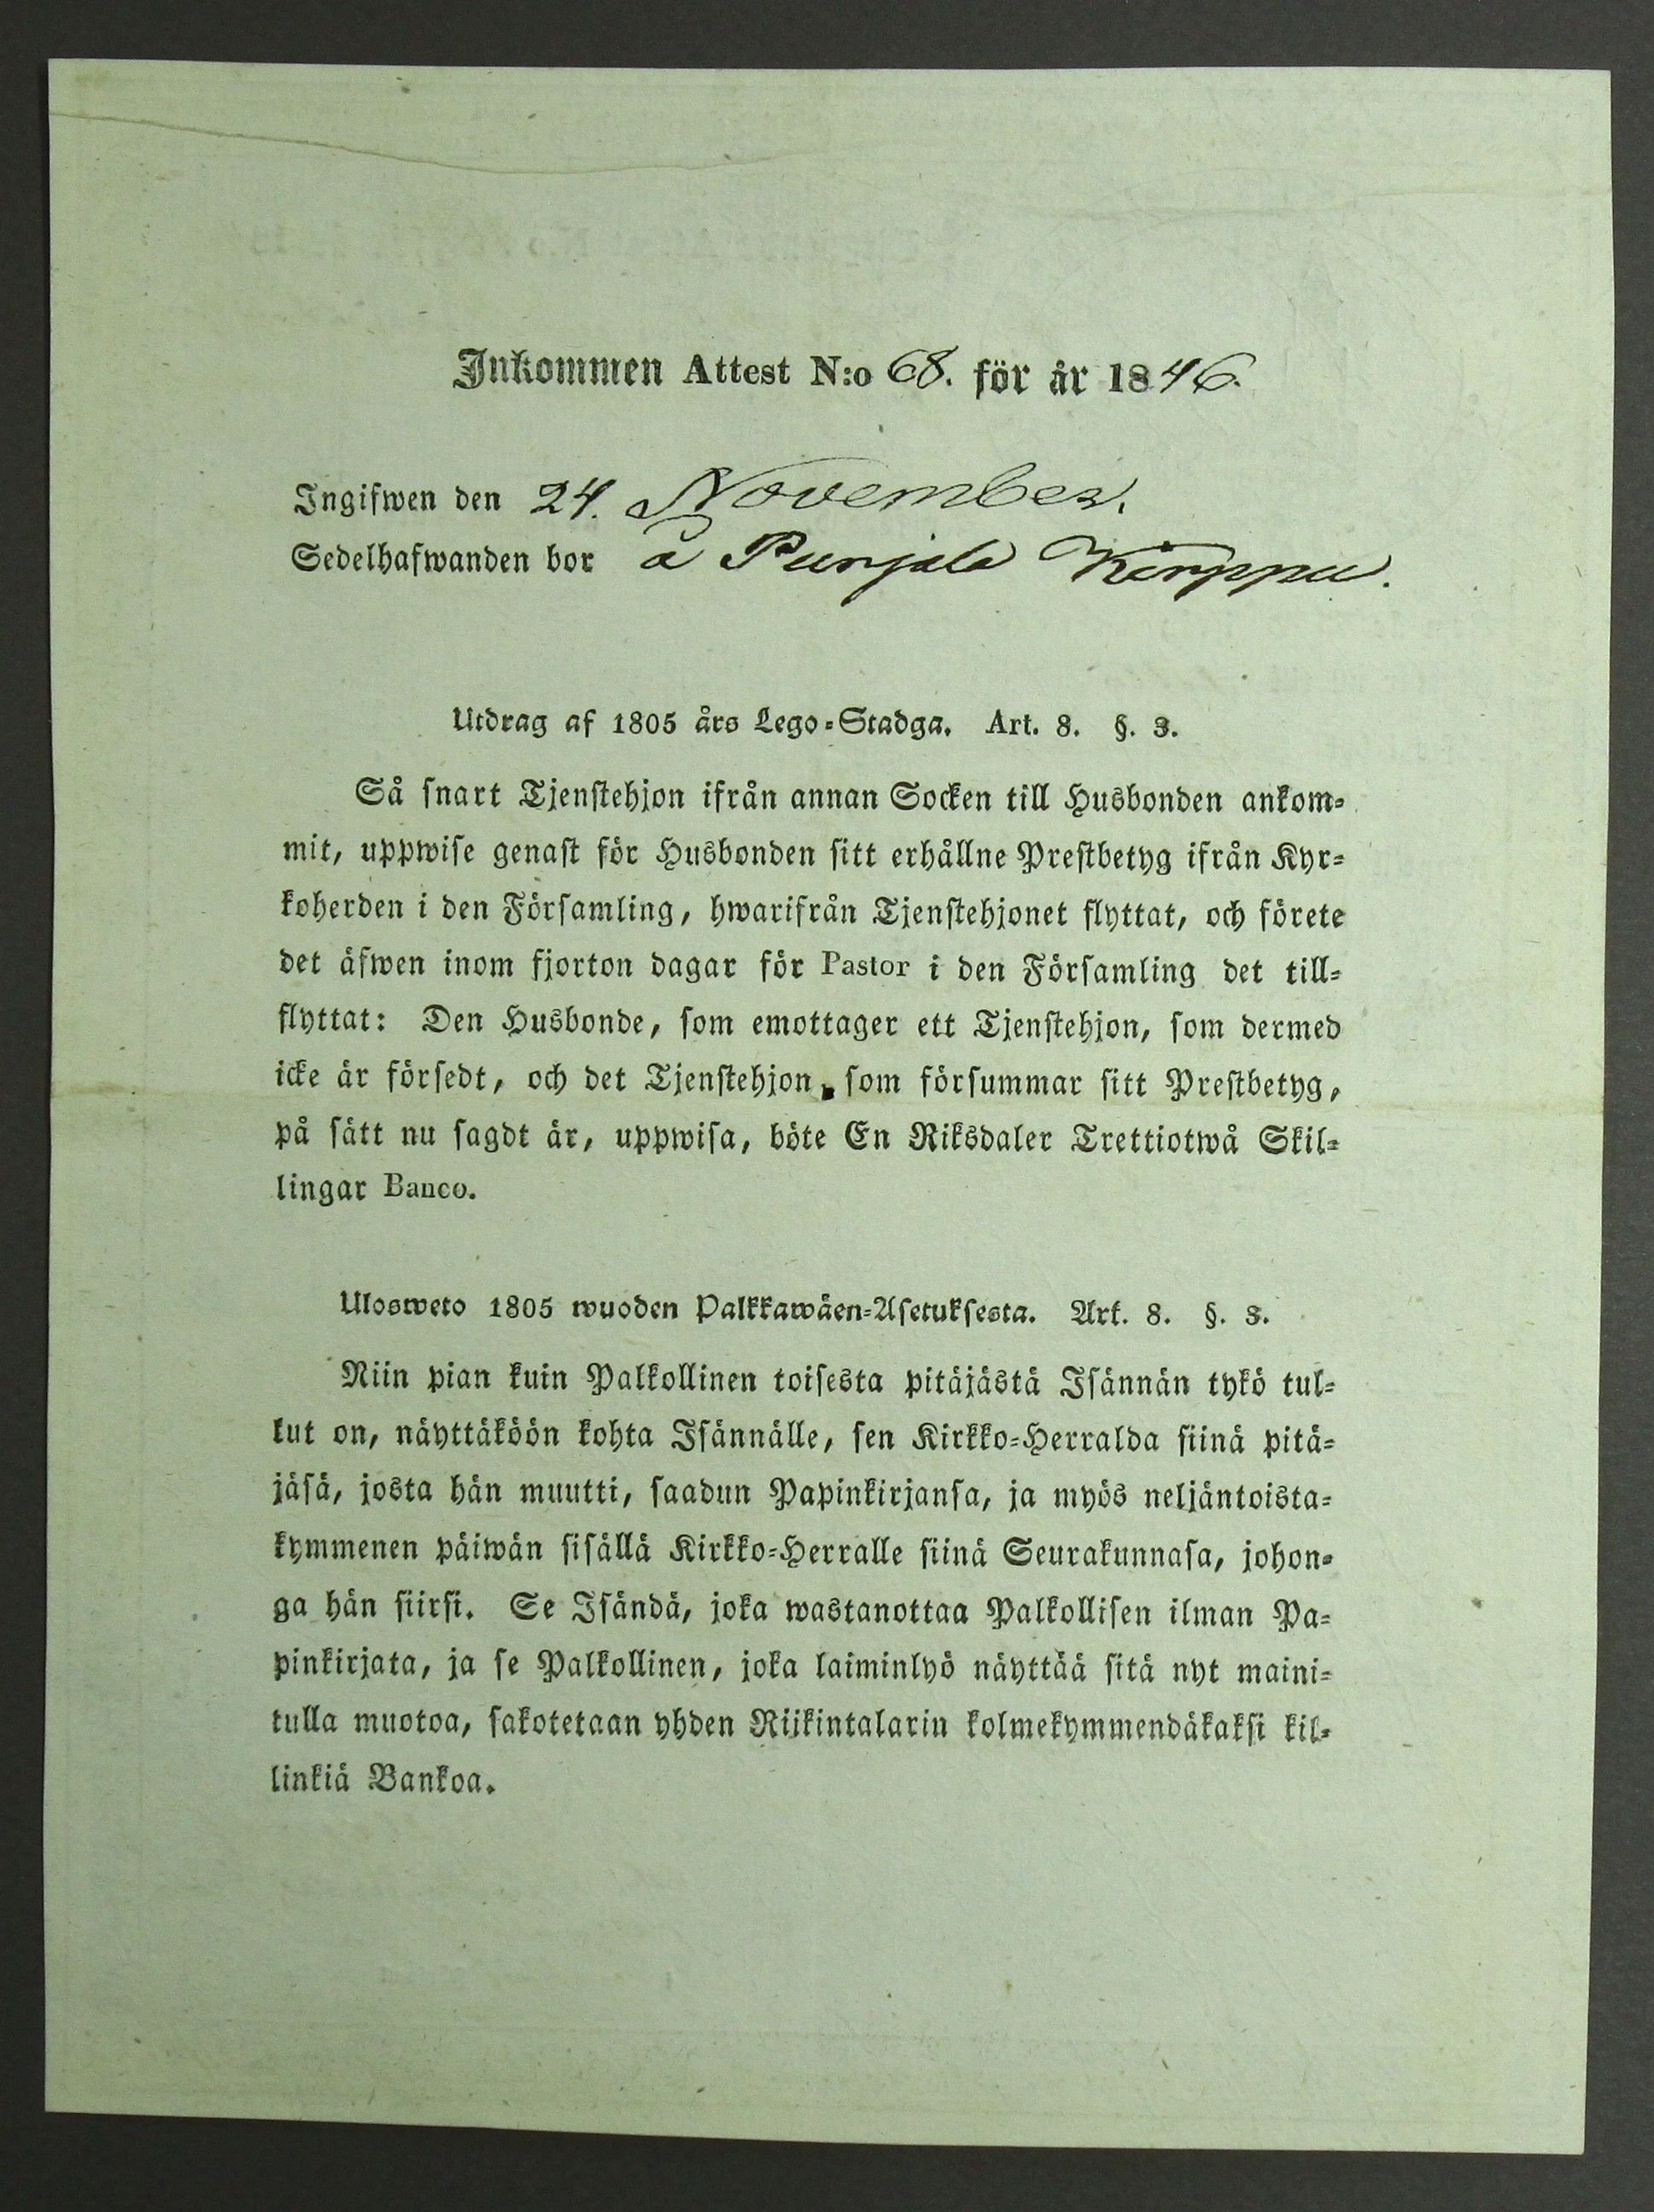 Inkommen Attest N:o 68. för år 1846.
Ingifwen den 24. November.
Sedelhafwanden bor å Punjala Kärppu.
Utdrag af 1805 års Lego-Stadga. Art. 8. §. 3.
Så snart Tjenstehjon ifrån annan Socken till Husbonden ankom-
mit, uppwise genast för Husbonden sitt erhållne Prestbetyg ifrån Kyr-
koherden i den Församling, hwarifrån Tjenstehjonet flyttat, och förete
det äfwen inom fjorton dagar för Pastor i den Församling det till-
flyttat: Den Husbonde, som emottager ett Tjenstehjon, som dermed
icke är försedt, och det Tjenstehjon, som försummar sitt Prestbetyg,
på sätt nu sagdt är, uppwisa, böte En Riksdaler Trettiotwå Skil-
lingar Banco.
Ulosweto 1805 wuoden Palkkawäen-Asetuksesta. Art. 8. §. 3.
Niin pian kuin Palkollinen toisesta pitäjästä Isännän tykö tul-
lut on, näyttäköön kohta Isännälle, sen Kirkko-Herralda siinä pitä-
jäsä, josta hän muutti, saadun Papinkirjansa, ja myös neljäntoista-
kymmenen päiwän sisällä Kirkko-Herralle siinä Seurakunnasa, johon-
ga hän siirsi. Se Isändä, joka wastanottaa Palkollisen ilman Pa-
pinkirjata, ja se Palkollinen, joka laiminlyö näyttää sitä nyt maini-
tulla muotoa, sakotetaan yhden Riikintalarin kolmekymmendäkaksi kil-
linkiä Bankoa.